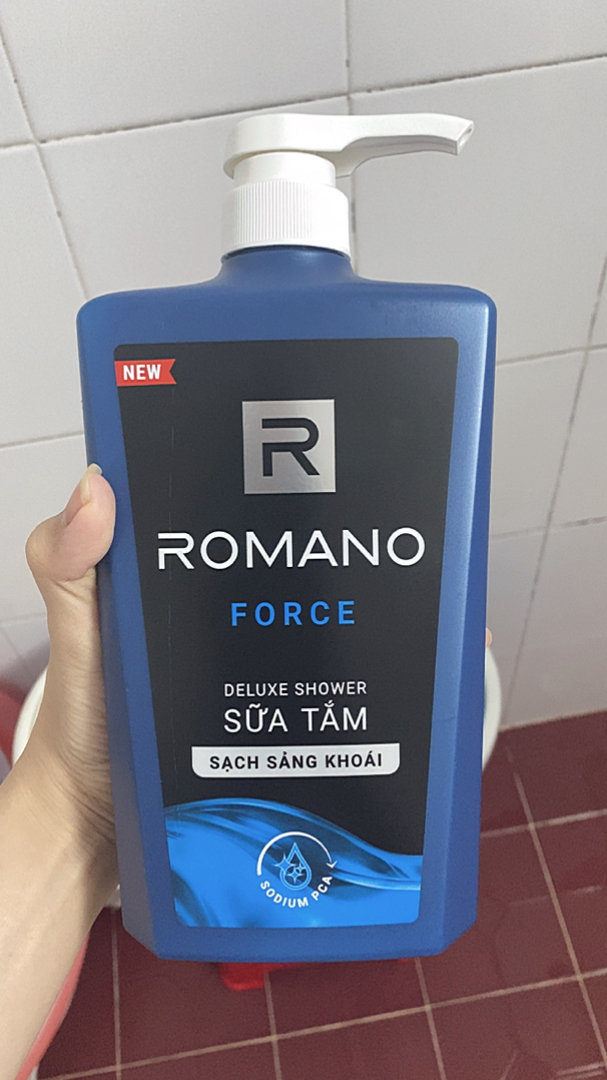 NEW
R
ROMANO
FORCE
DELUXE SHOWER
SỮA TẮM
SẠCH SẢNG KHOÁI
SODIUM PCA